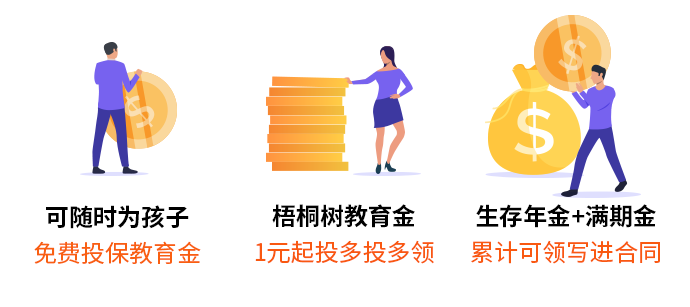 可随时为孩子
免费投保教育金
梧桐树教育金
1元起投多投多领
生存年金+满期金
累计可领写进合同
$
$
$